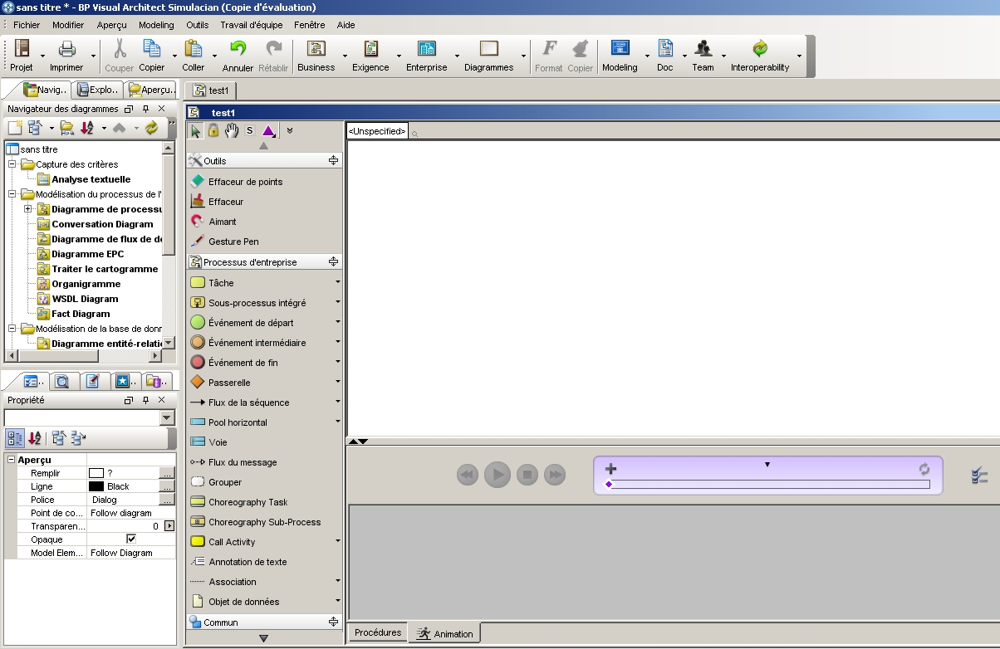 sans titre * - BP Visual Architect Simulacian (Copie d'évaluation)
Fichier Modifier Aperçu Modeling Outils Travail d'équipe Fenêtre Aide
Projet Imprimer Couper Copier Coller Annuler Rétablir Business Exigence Enterprise Diagrammes Format Copier Modeling Doc Team Interoperability
Navig.. Explo.. Aperçu..
Navigateur des diagrammes
sans titre
Capture des critères
Analyse textuelle
Modélisation du processus de l'
Diagramme de processu
Conversation Diagram
Diagramme de flux de de
Diagramme EPC
Traiter le cartogramme
Organigramme
WSDL Diagram
Fact Diagram
Modélisation de la base de donr
Diagramme entité-relati
Propriété
Aperçu
Remplir ? ...
Ligne Black ...
Police Dialog ...
Point de co... Follow diagram
Transparen... 0
Opaque
Model Elem... Follow Diagram
test1
test1
S
Outils
Effaceur de points
Effaceur
Aimant
Gesture Pen
Processus d'entreprise
Tâche
Sous-processus intégré
Événement de départ
Événement intermédiaire
Événement de fin
Passerelle
Flux de la séquence
Pool horizontal
Voie
Flux du message
Grouper
Choreography Task
Choreography Sub-Process
Call Activity
Annotation de texte
Association
Objet de données
Commun
<Unspecified>
Procédures Animation